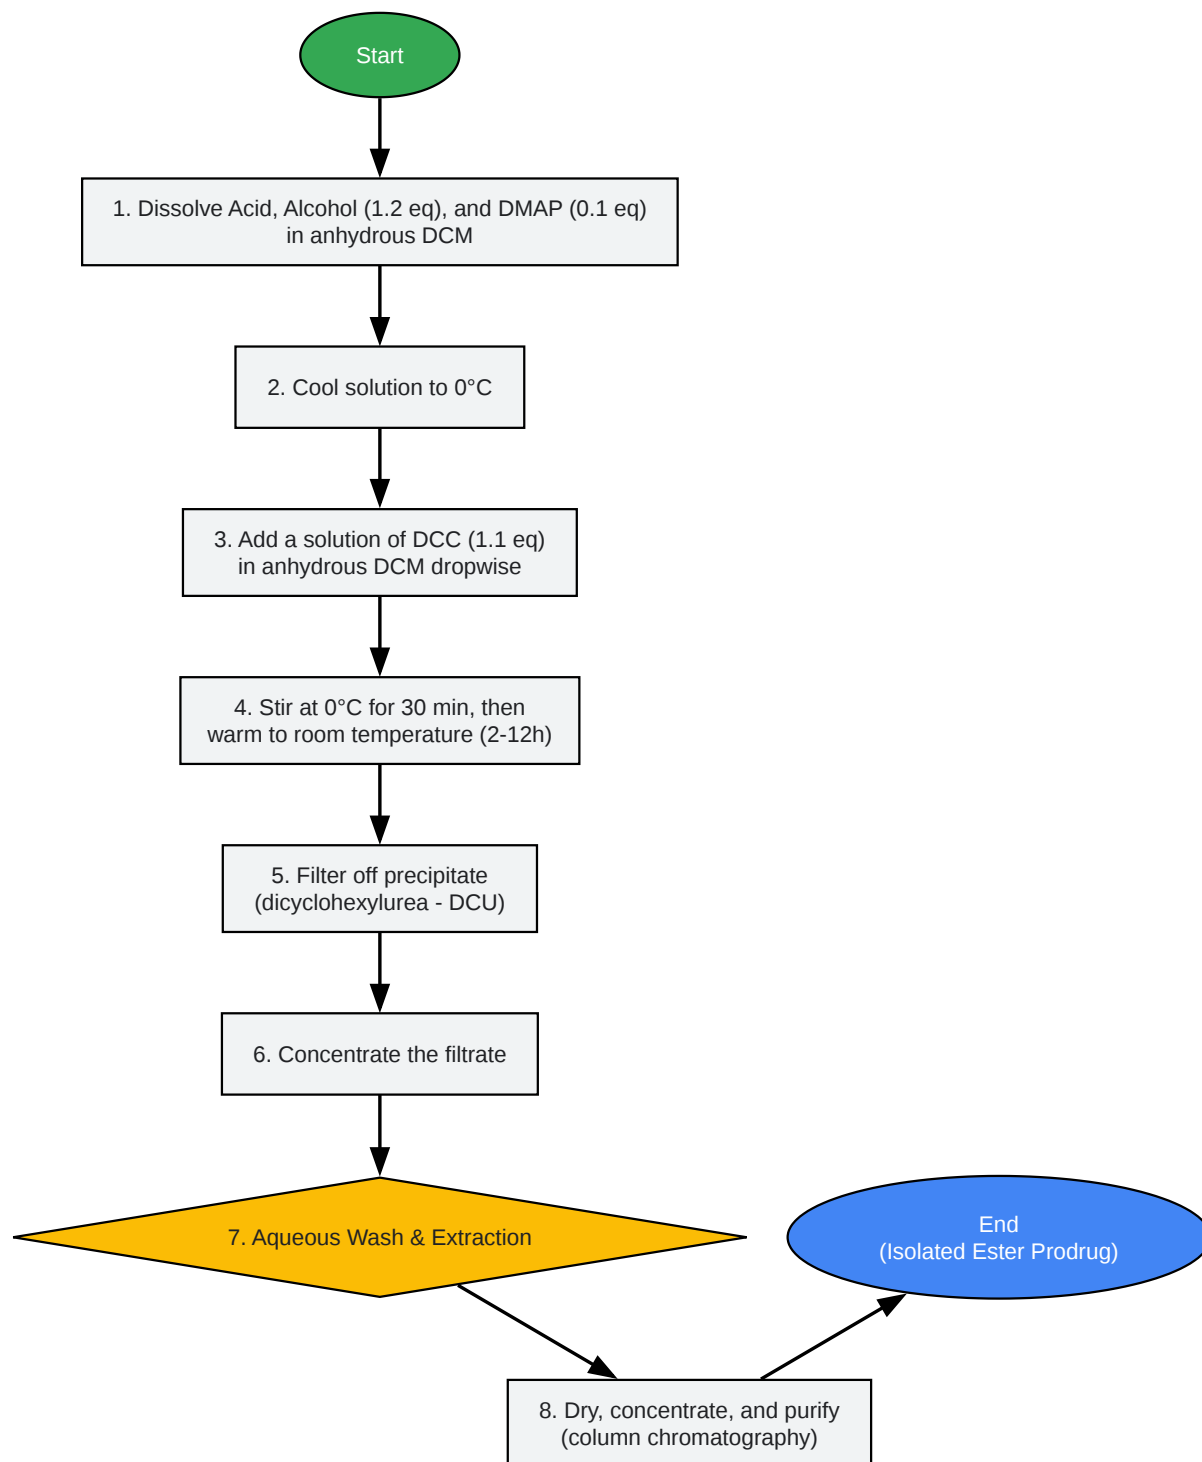 Start
1. Dissolve Acid, Alcohol (1.2 eq), and DMAP (0.1 eq)
in anhydrous DCM
2. Cool solution to 0°C
3. Add a solution of DCC (1.1 eq)
in anhydrous DCM dropwise
4. Stir at 0°C for 30 min, then
warm to room temperature (2-12h)
5. Filter off precipitate
(dicyclohexylurea - DCU)
6. Concentrate the filtrate
7. Aqueous Wash & Extraction
End
(Isolated Ester Prodrug)
8. Dry, concentrate, and purify
(column chromatography)